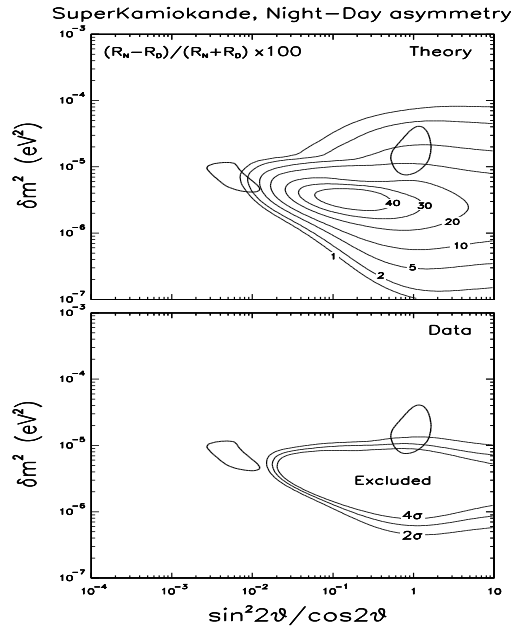 SuperKamiokande, Night–Day asymmetry
(R_N−R_D)/(R_N+R_D) ×100
Theory
10⁻³
10⁻⁴
10⁻⁵
10⁻⁶
10⁻⁷
δm² (eV²)
40
30
20
10
5
2
1
Data
10⁻³
10⁻⁴
10⁻⁵
10⁻⁶
10⁻⁷
δm² (eV²)
Excluded
4σ
2σ
10⁻⁴
10⁻³
10⁻²
10⁻¹
1
10
sin²2ϑ/cos2ϑ